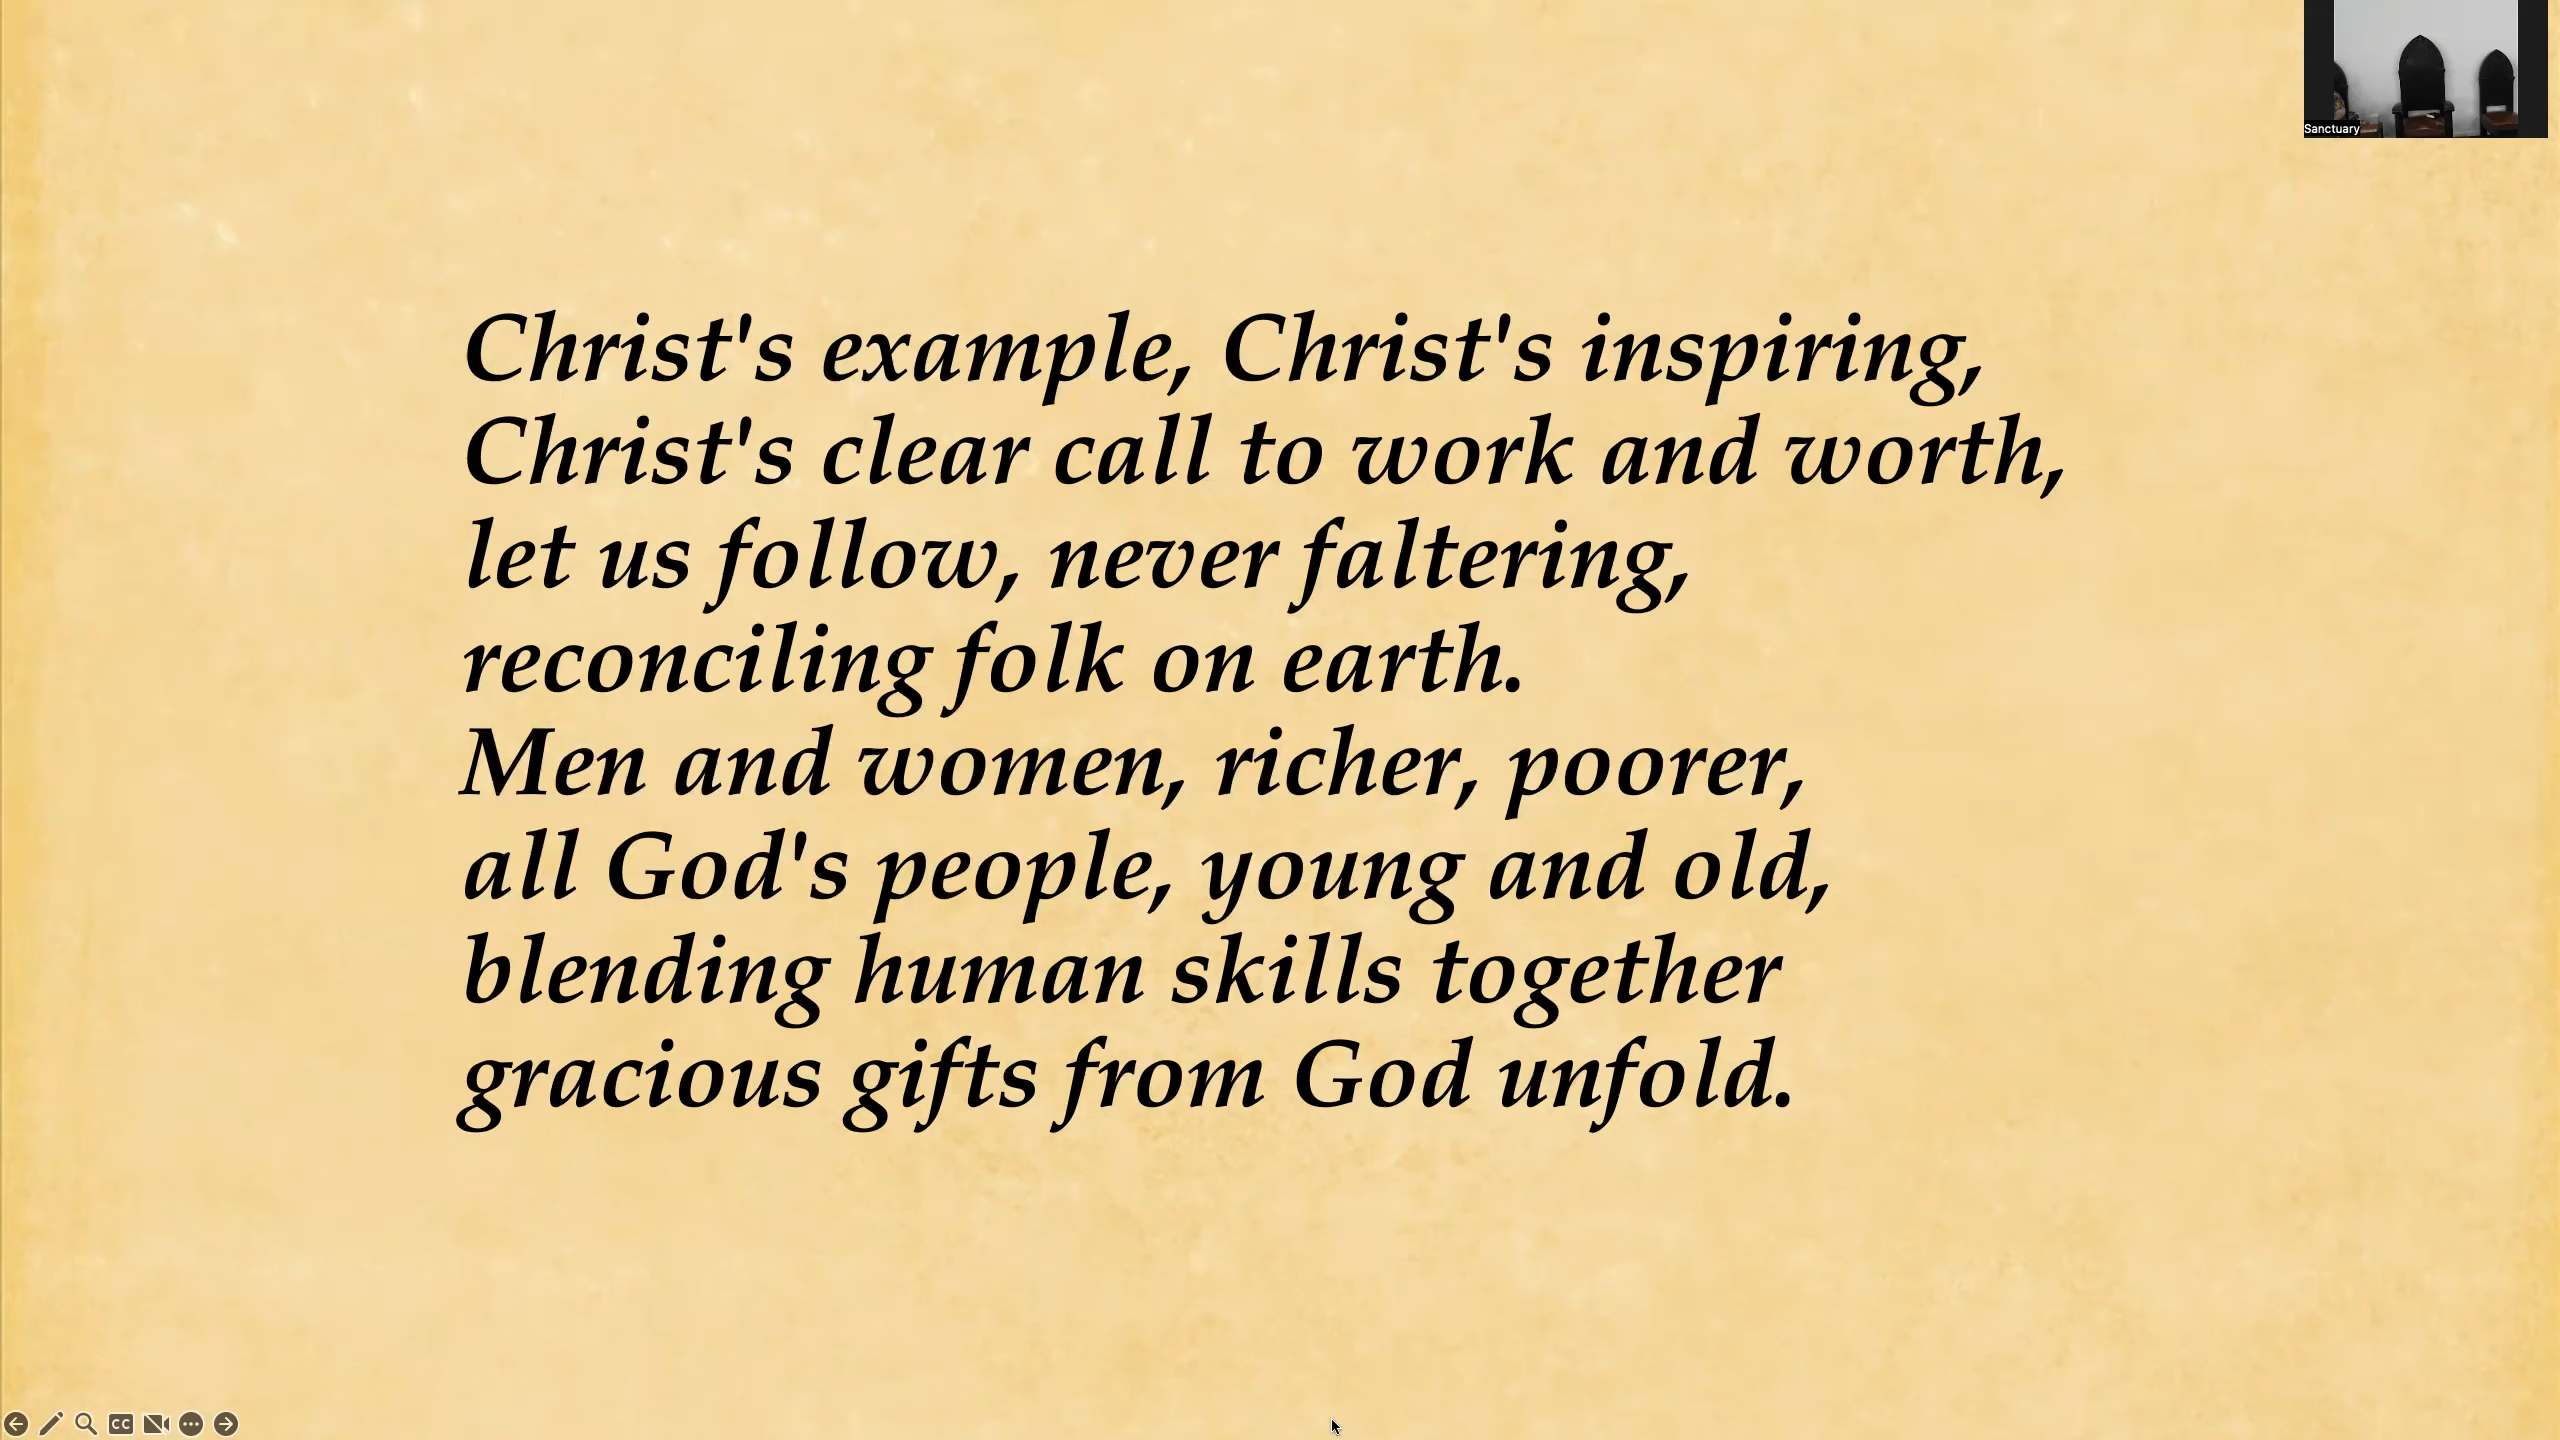 Sanctuary
Christ's example, Christ's inspiring,
Christ's clear call to work and worth,
let us follow, never faltering,
reconciling folk on earth.
Men and women, richer, poorer,
all God's people, young and old,
blending human skills together
gracious gifts from God unfold.
CC